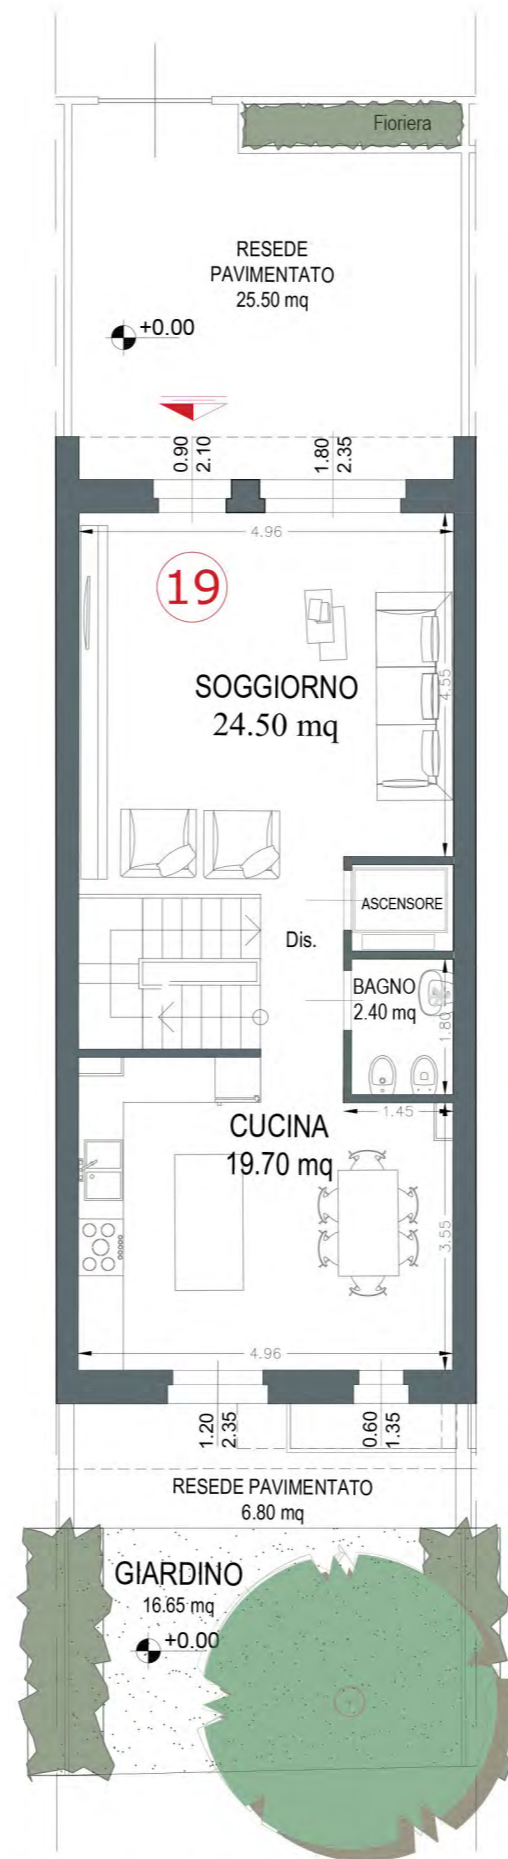 Fioriera
RESEDE
PAVIMENTATO
25.50 mq
+0.00
0.90
2.10
1.80
2.35
4.96
19
4.55
SOGGIORNO
24.50 mq
ASCENSORE
Dis.
BAGNO
2.40 mq
1.80
1.45
CUCINA
19.70 mq
3.55
4.96
1.20
2.35
0.60
1.35
RESEDE PAVIMENTATO
6.80 mq
GIARDINO
16.65 mq
+0.00